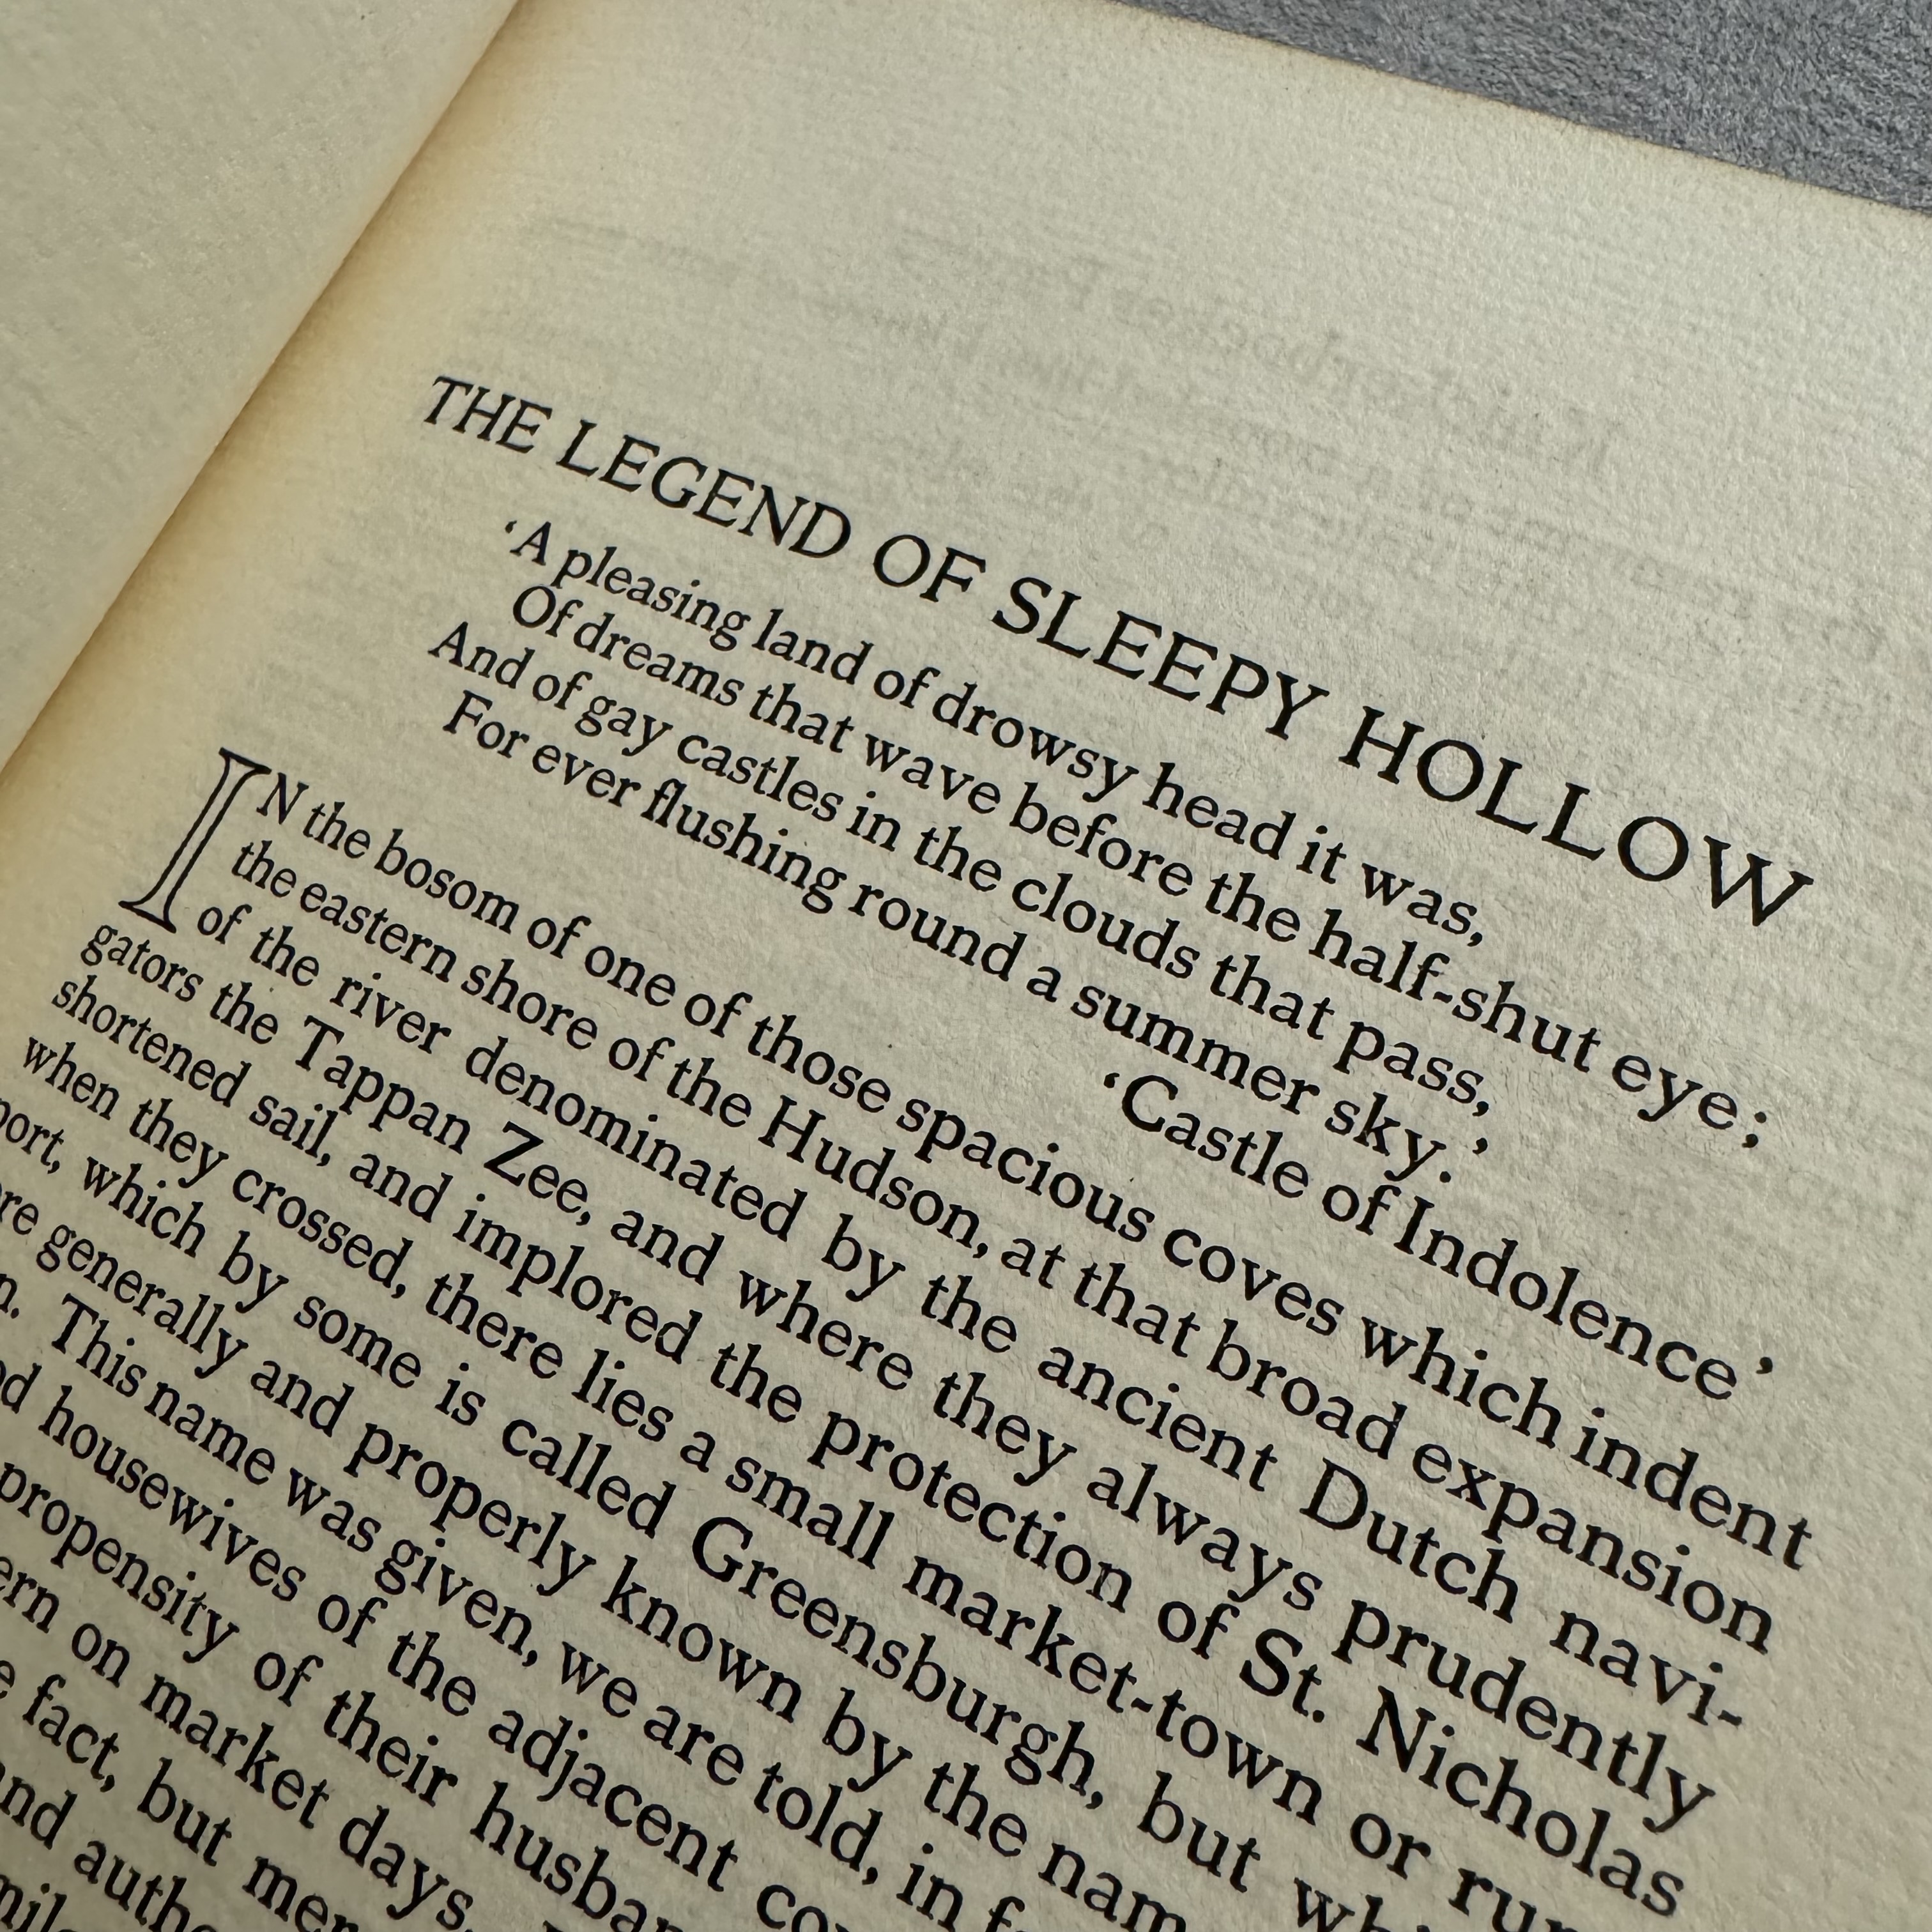 THE LEGEND OF SLEEPY HOLLOW
‘A pleasing land of drowsy head it was,
Of dreams that wave before the half-shut eye;
And of gay castles in the clouds that pass,
For ever flushing round a summer sky.’
‘Castle of Indolence’
IN the bosom of one of those spacious coves which indent
the eastern shore of the Hudson, at that broad expansion
of the river denominated by the ancient Dutch navi-
gators the Tappan Zee, and where they always prudently
shortened sail, and implored the protection of St. Nicholas
when they crossed, there lies a small market-town or
which by some is called Greensburgh, but
generally and properly known by the
This name was given, we are told, in
housewives of the adjacent
propensity of their
on market days.
fact, but